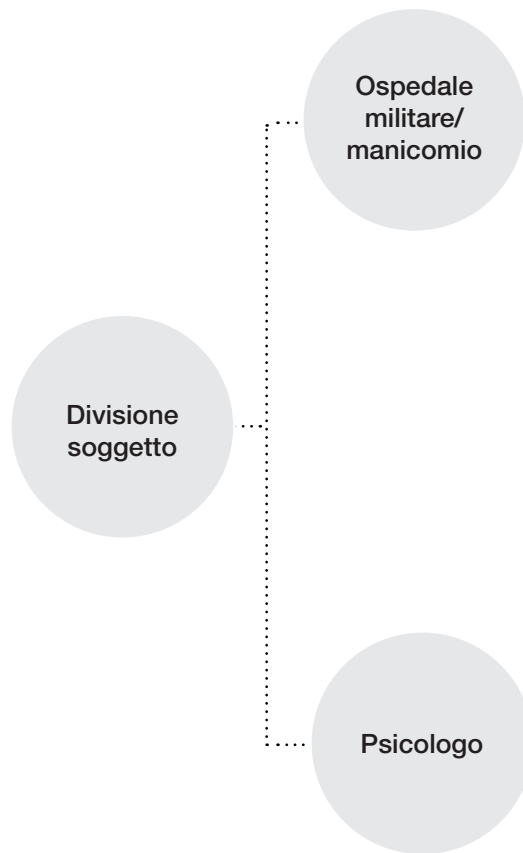 Ospedale
militare/
manicomio
Divisione
soggetto
Psicologo